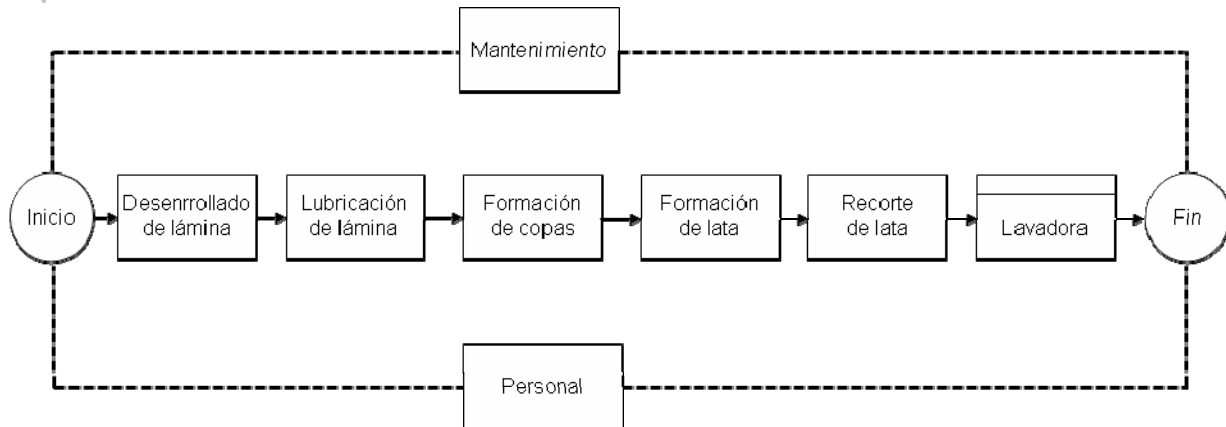 Mantenimiento
Inicio
Desenrrollado
de lámina
Lubricación
de lámina
Formación
de copas
Formación
de lata
Recorte
de lata
Lavadora
Fin
Personal